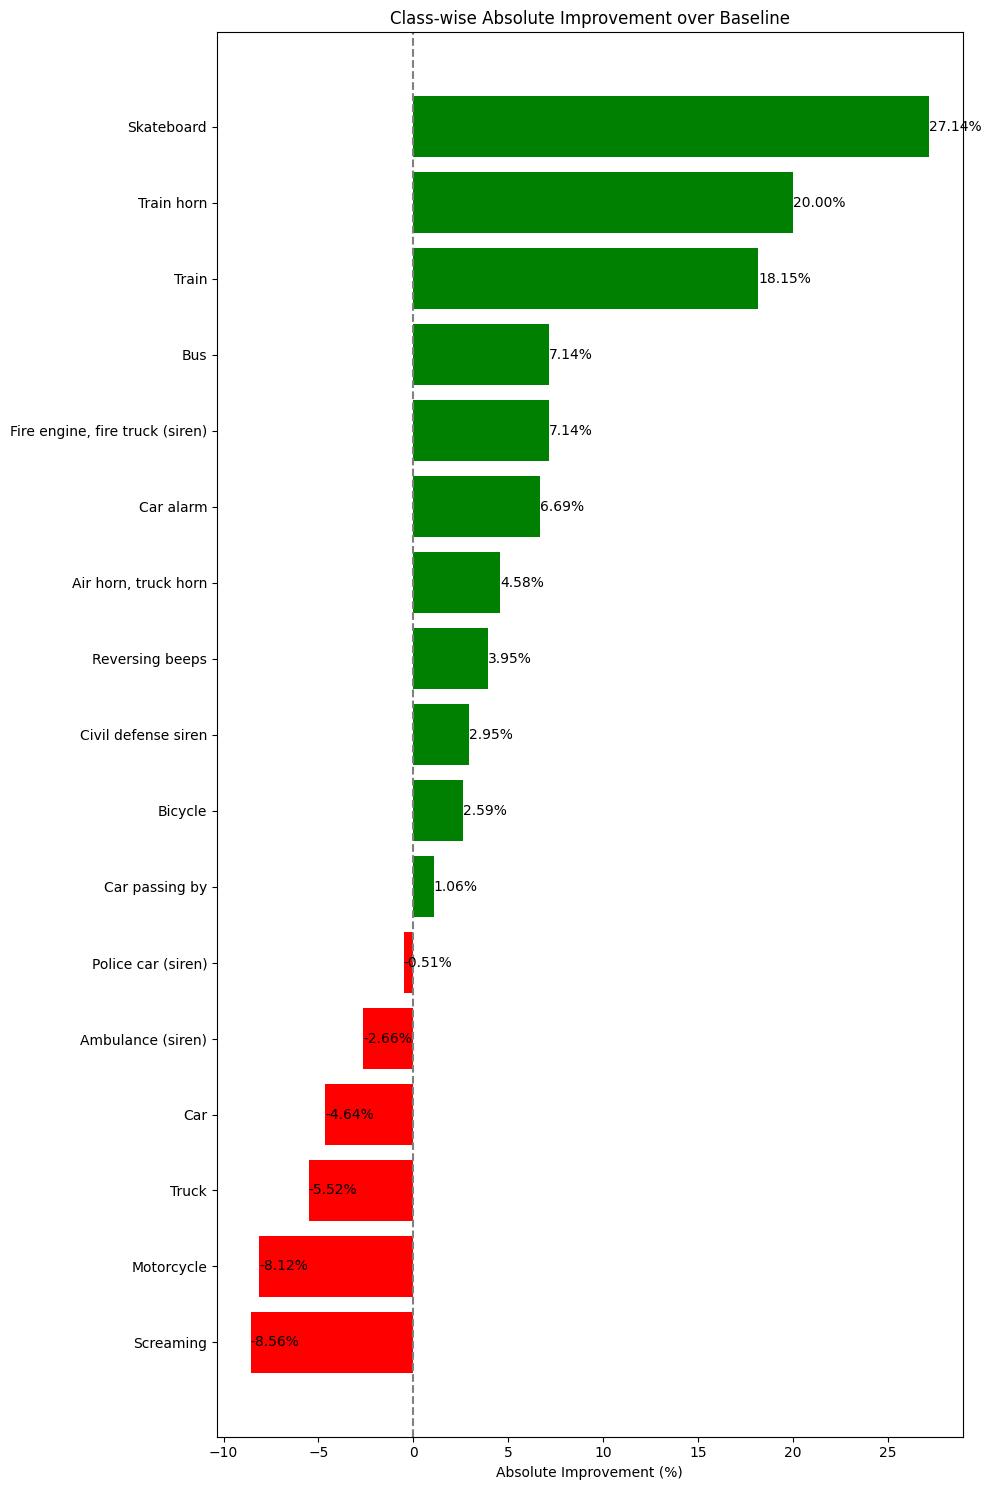 Class-wise Absolute Improvement over Baseline
Skateboard 27.14%
Train horn 20.00%
Train 18.15%
Bus 7.14%
Fire engine, fire truck (siren) 7.14%
Car alarm 6.69%
Air horn, truck horn 4.58%
Reversing beeps 3.95%
Civil defense siren 2.95%
Bicycle 2.59%
Car passing by 1.06%
Police car (siren) -0.51%
Ambulance (siren) -2.66%
Car -4.64%
Truck -5.52%
Motorcycle -8.12%
Screaming -8.56%
−10 −5 0 5 10 15 20 25
Absolute Improvement (%)